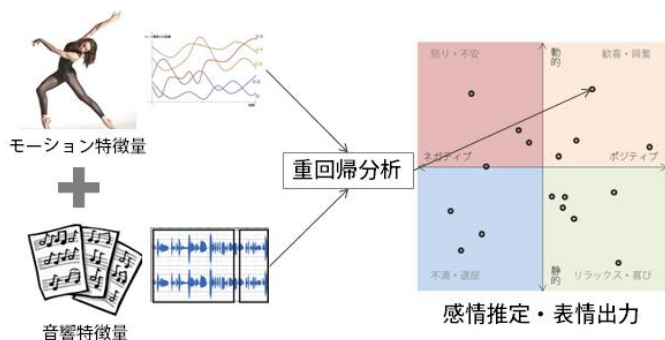 モーション特徴量
音響特徴量
重回帰分析
怒り・不安
動的
歓喜・興奮
ネガティブ
ポジティブ
不満・退屈
静的
リラックス・喜び
感情推定・表情出力